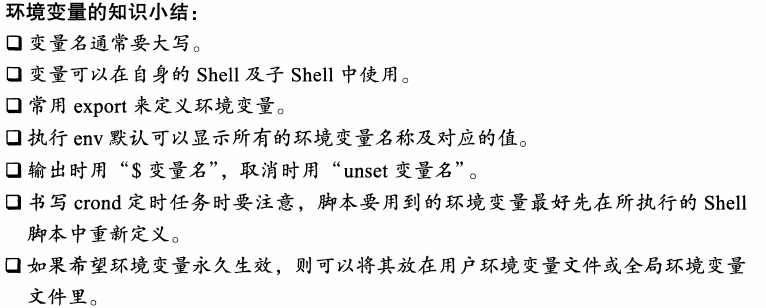 环境变量的知识小结：
❑ 变量名通常要大写。
❑ 变量可以在自身的 Shell 及子 Shell 中使用。
❑ 常用 export 来定义环境变量。
❑ 执行 env 默认可以显示所有的环境变量名称及对应的值。
❑ 输出时用“$ 变量名”，取消时用“unset 变量名”。
❑ 书写 crond 定时任务时要注意，脚本要用到的环境变量最好先在所执行的 Shell
脚本中重新定义。
❑ 如果希望环境变量永久生效，则可以将其放在用户环境变量文件或全局环境变量
文件里。